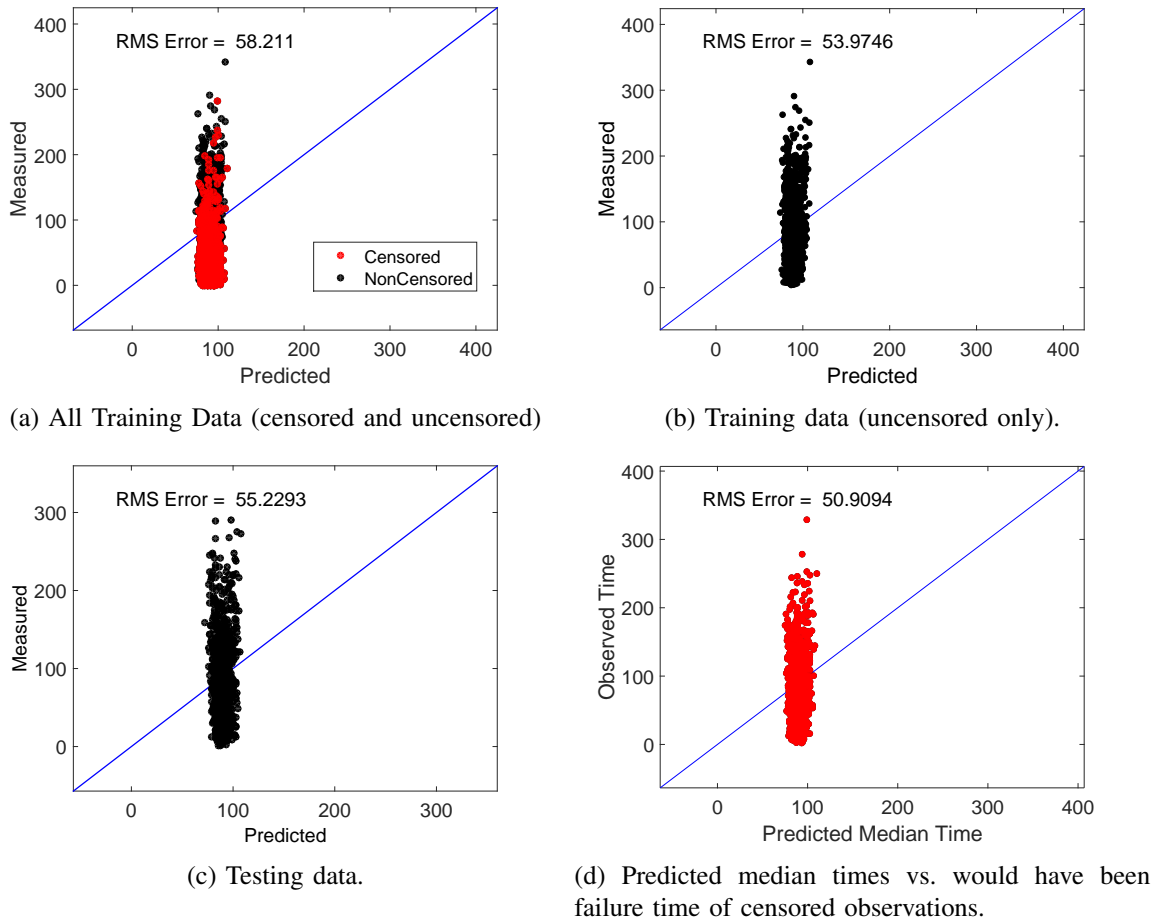 RMS Error = 58.211
400
300
200
100
0
Measured
Censored
NonCensored
0 100 200 300 400
Predicted
(a) All Training Data (censored and uncensored)
RMS Error = 53.9746
400
300
200
100
0
Measured
0 100 200 300 400
Predicted
(b) Training data (uncensored only).
RMS Error = 55.2293
300
200
100
0
Measured
0 100 200 300
Predicted
(c) Testing data.
RMS Error = 50.9094
400
300
200
100
0
Observed Time
0 100 200 300 400
Predicted Median Time
(d) Predicted median times vs. would have been
failure time of censored observations.